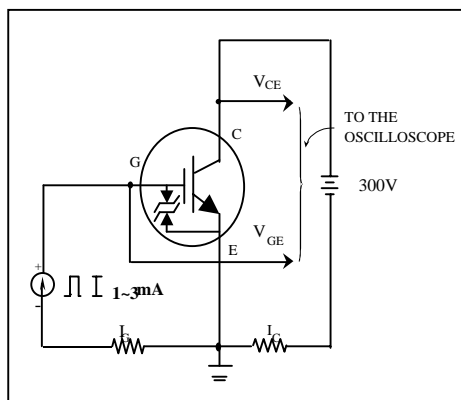 VCE
TO THE
OSCILLOSCOPE
C
G
300V
VGE
E
+
1~3mA
-
IG
IC